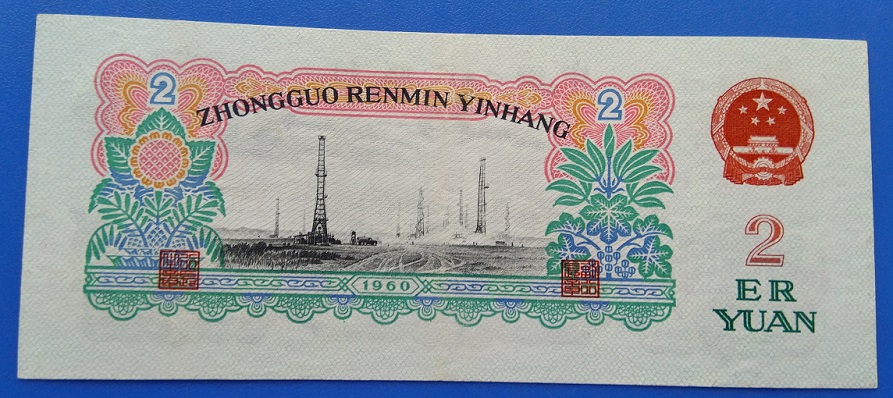 2
2
ZHONGGUO RENMIN YINHANG
2
ER
YUAN
1960